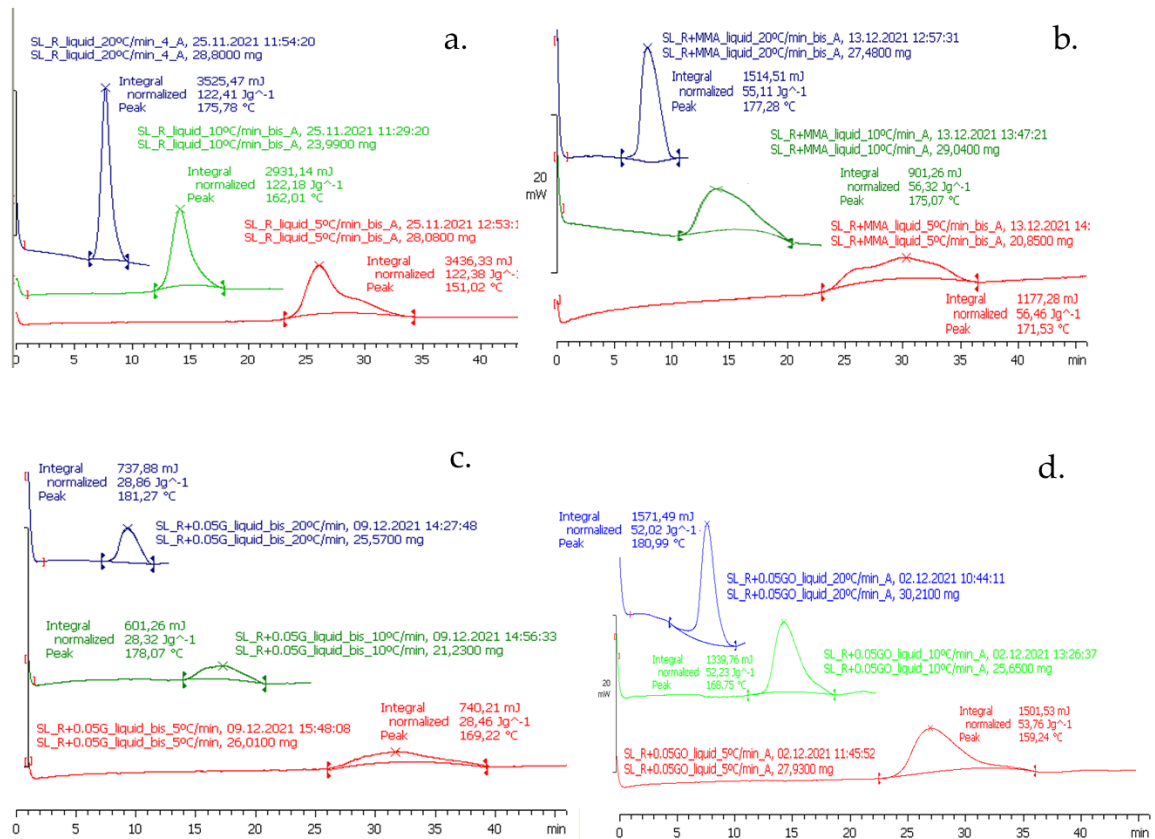 a.
SL_R_liquid_20ºC/min_4_A, 25.11.2021 11:54:20
SL_R_liquid_20ºC/min_4_A, 28,8000 mg
Integral 3525,47 mJ
normalized 122,41 Jg^-1
Peak 175,78 °C
SL_R_liquid_10ºC/min_bis_A, 25.11.2021 11:29:20
SL_R_liquid_10ºC/min_bis_A, 23,9900 mg
Integral 2931,14 mJ
normalized 122,18 Jg^-1
Peak 162,01 °C
SL_R_liquid_5ºC/min_bis_A, 25.11.2021 12:53:1
SL_R_liquid_5ºC/min_bis_A, 28,0800 mg
Integral 3436,33 mJ
normalized 122,38 Jg^-1
Peak 151,02 °C
0 5 10 15 20 25 30 35 40 min
b.
SL_R+MMA_liquid_20ºC/min_bis_A, 13.12.2021 12:57:31
SL_R+MMA_liquid_20ºC/min_bis_A, 27,4800 mg
Integral 1514,51 mJ
normalized 55,11 Jg^-1
Peak 177,28 °C
SL_R+MMA_liquid_10ºC/min_A, 13.12.2021 13:47:21
SL_R+MMA_liquid_10ºC/min_A, 29,0400 mg
20
mW
Integral 901,26 mJ
normalized 56,32 Jg^-1
Peak 175,07 °C
SL_R+MMA_liquid_5ºC/min_bis_A, 13.12.2021 14:
SL_R+MMA_liquid_5ºC/min_bis_A, 20,8500 mg
Integral 1177,28 mJ
normalized 56,46 Jg^-1
Peak 171,53 °C
0 5 10 15 20 25 30 35 40 min
c.
Integral 737,88 mJ
normalized 28,86 Jg^-1
Peak 181,27 °C
SL_R+0.05G_liquid_bis_20ºC/min, 09.12.2021 14:27:48
SL_R+0.05G_liquid_bis_20ºC/min, 25,5700 mg
Integral 601,26 mJ
normalized 28,32 Jg^-1
Peak 178,07 °C
SL_R+0.05G_liquid_bis_10ºC/min, 09.12.2021 14:56:33
SL_R+0.05G_liquid_bis_10ºC/min, 21,2300 mg
SL_R+0.05G_liquid_bis_5ºC/min, 09.12.2021 15:48:08
SL_R+0.05G_liquid_bis_5ºC/min, 26,0100 mg
Integral 740,21 mJ
normalized 28,46 Jg^-1
Peak 169,22 °C
0 5 10 15 20 25 30 35 40 min
d.
Integral 1571,49 mJ
normalized 52,02 Jg^-1
Peak 180,99 °C
SL_R+0.05GO_liquid_20ºC/min_A, 02.12.2021 10:44:11
SL_R+0.05GO_liquid_20ºC/min_A, 30,2100 mg
SL_R+0.05GO_liquid_10ºC/min_A, 02.12.2021 13:26:37
SL_R+0.05GO_liquid_10ºC/min_A, 25,6500 mg
Integral 1339,76 mJ
normalized 52,23 Jg^-1
Peak 168,75 °C
20
mW
Integral 1501,53 mJ
normalized 53,76 Jg^-1
Peak 159,24 °C
SL_R+0.05GO_liquid_5ºC/min_A, 02.12.2021 11:45:52
SL_R+0.05GO_liquid_5ºC/min_A, 27,9300 mg
0 5 10 15 20 25 30 35 40 min